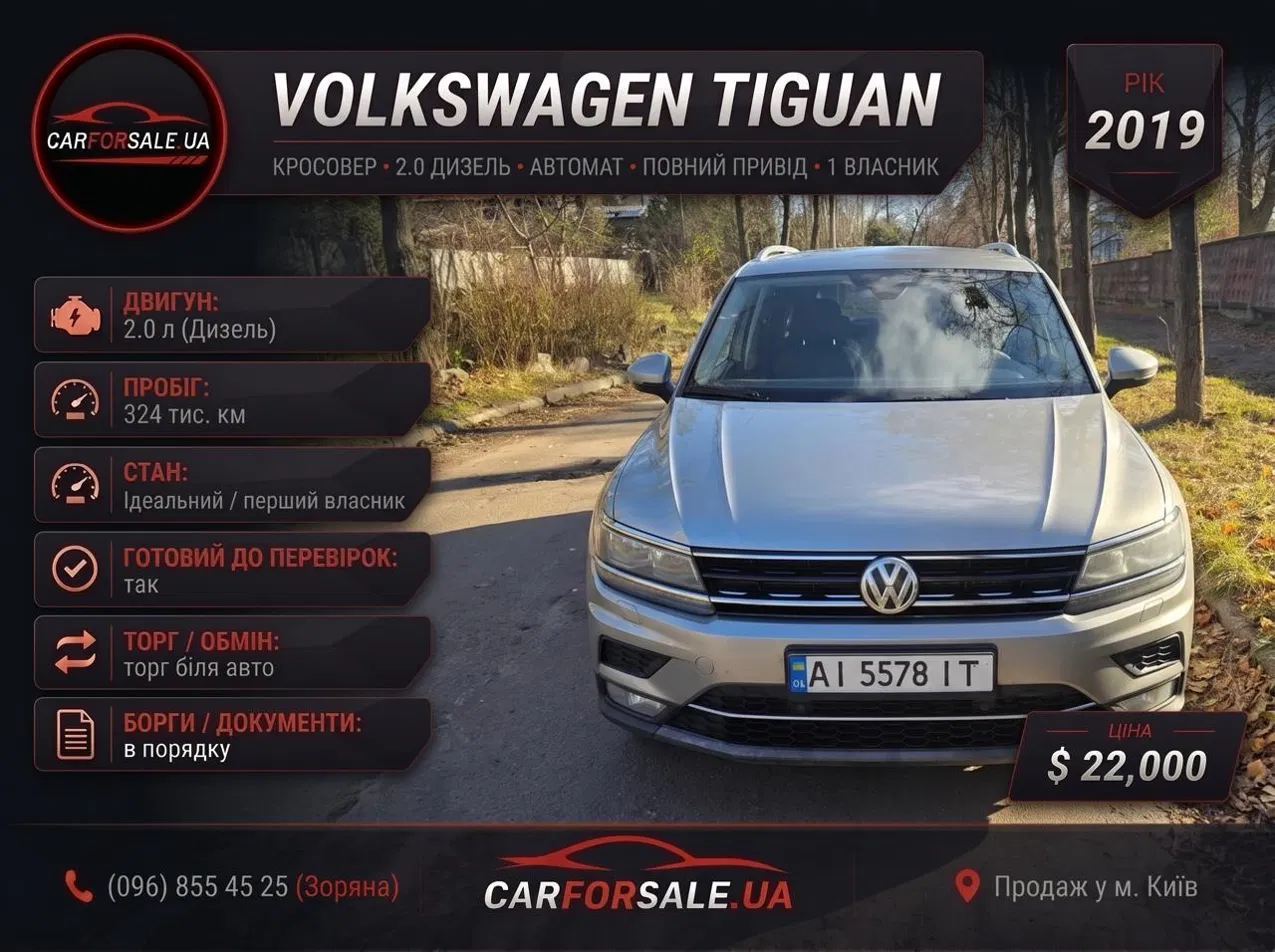 CARFORSALE.UA
VOLKSWAGEN TIGUAN
КРОСОВЕР • 2.0 ДИЗЕЛЬ • АВТОМАТ • ПОВНИЙ ПРИВІД • 1 ВЛАСНИК
РІК
2019
ДВИГУН:
2.0 л (Дизель)
ПРОБІГ:
324 тис. км
СТАН:
Ідеальний / перший власник
ГОТОВИЙ ДО ПЕРЕВІРОК:
так
ТОРГ / ОБМІН:
торг біля авто
БОРГИ / ДОКУМЕНТИ:
в порядку
AI 5578 IT
ЦІНА
$ 22,000
(096) 855 45 25 (Зоряна)
CARFORSALE.UA
Продаж у м. Київ